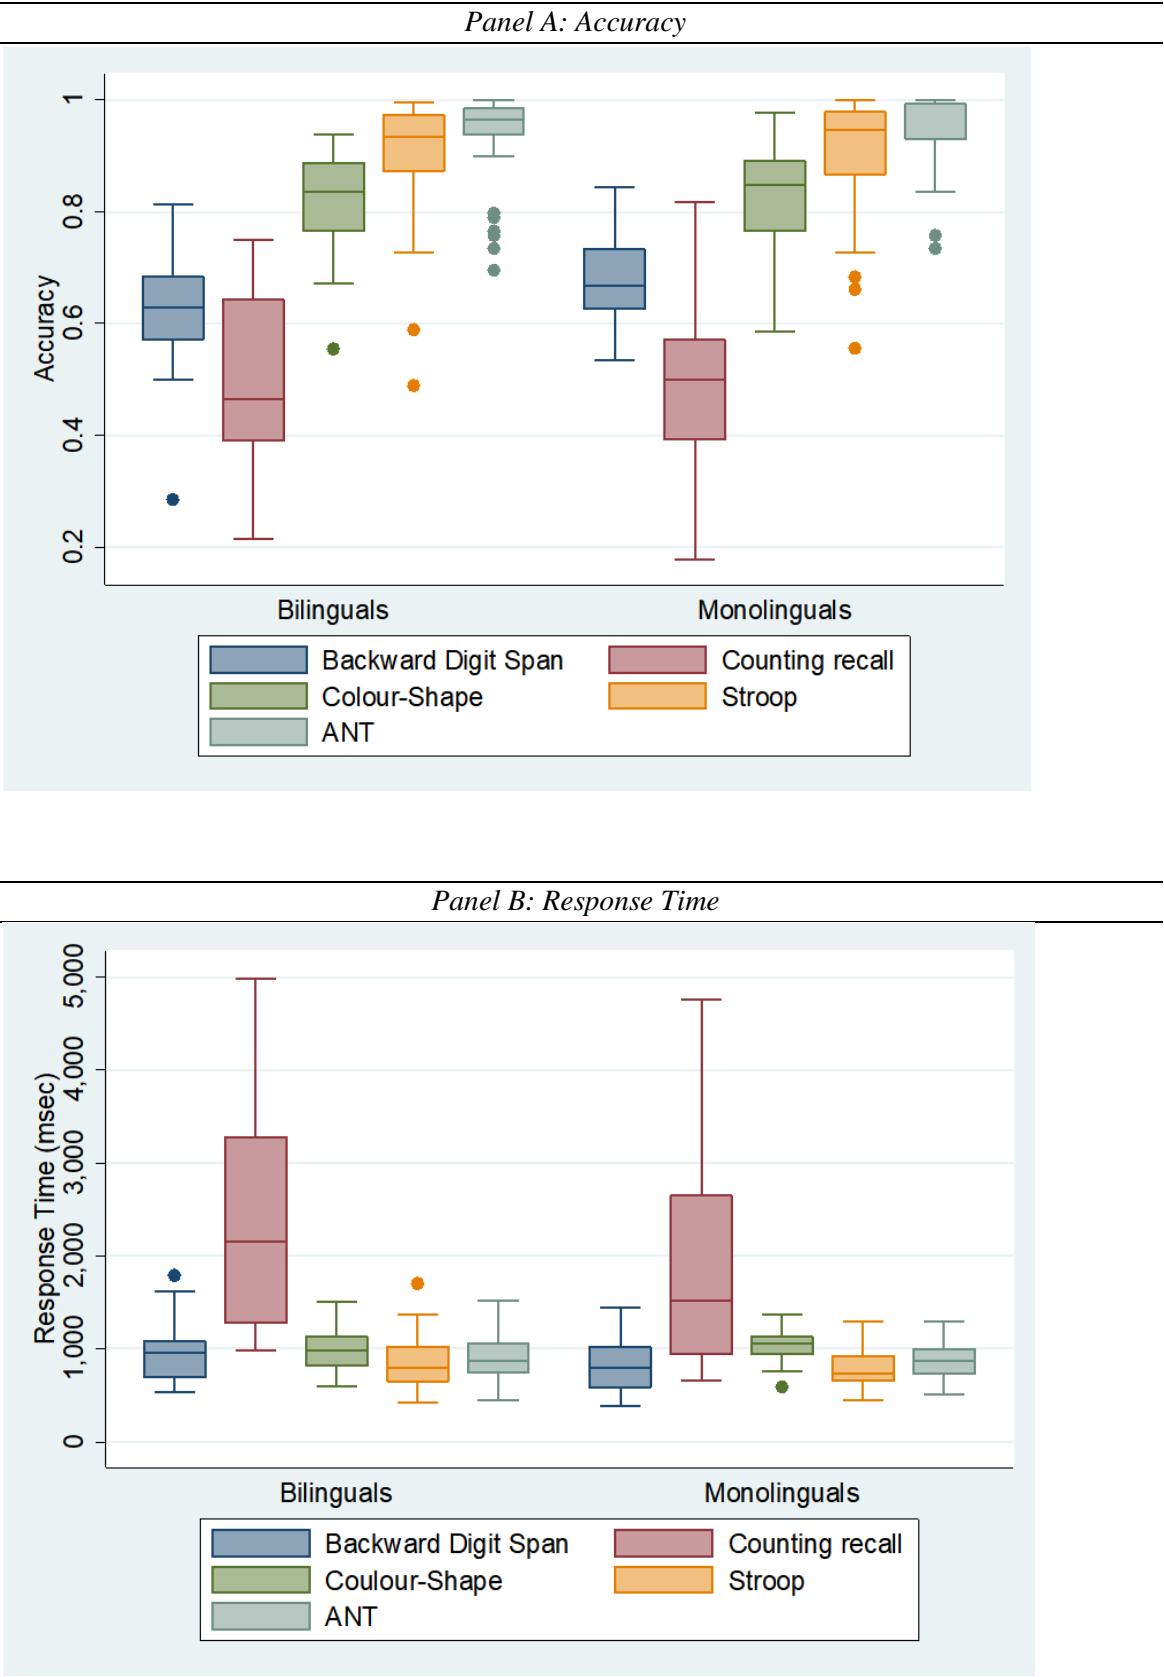 Panel A: Accuracy
1
0.8
0.6
0.4
0.2
Accuracy
Bilinguals Monolinguals
Backward Digit Span Counting recall
Colour-Shape Stroop
ANT
Panel B: Response Time
5,000
4,000
3,000
2,000
1,000
0
Response Time (msec)
Bilinguals Monolinguals
Backward Digit Span Counting recall
Coulour-Shape Stroop
ANT